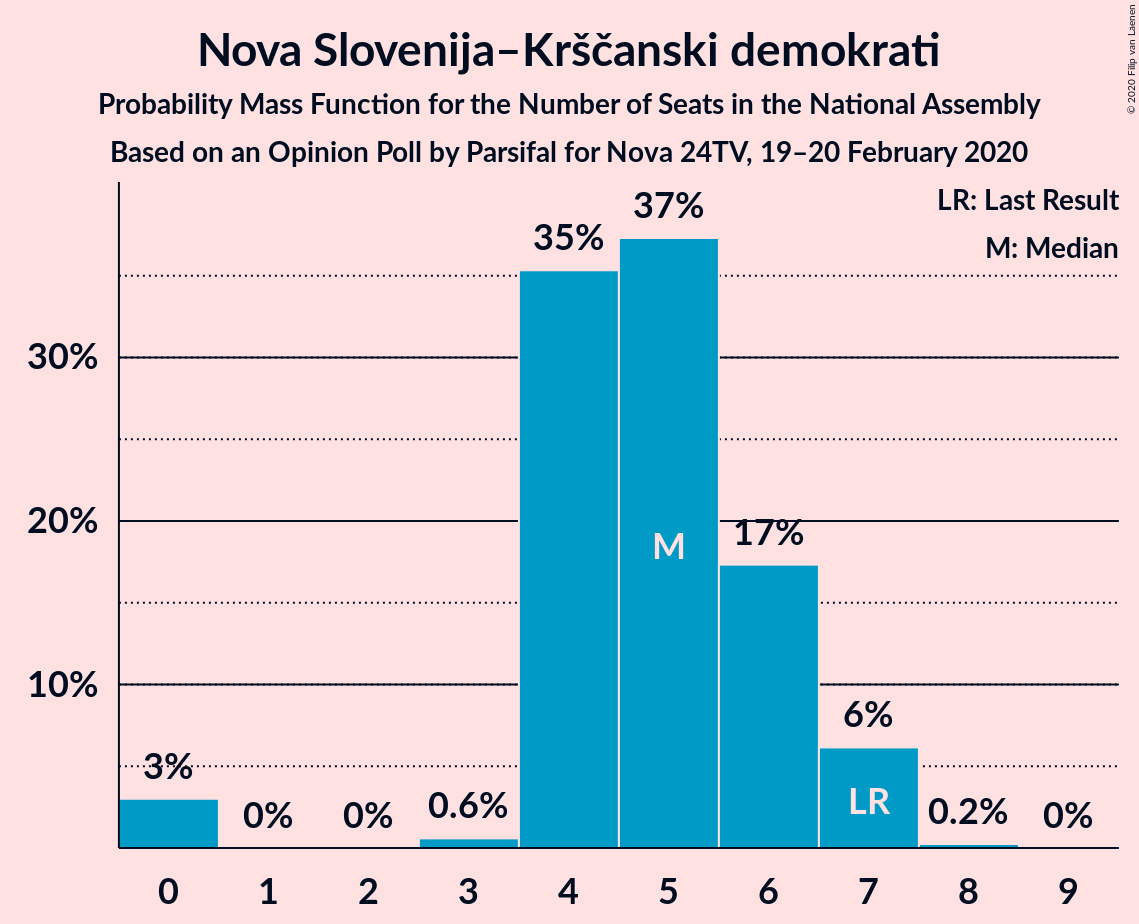 Nova Slovenija–Krščanski demokrati
Probability Mass Function for the Number of Seats in the National Assembly
Based on an Opinion Poll by Parsifal for Nova 24TV, 19–20 February 2020
© 2020 Filip van Laenen
LR: Last Result
M: Median
30%
20%
10%
3%
0%
0%
0.6%
35%
37%
17%
6%
0.2%
0%
M
LR
0 1 2 3 4 5 6 7 8 9